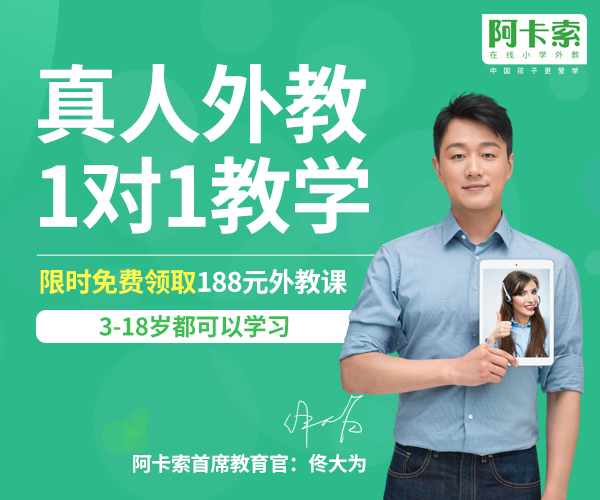 阿卡索
在线小学外教
中国孩子更爱学
真人外教
1对1教学
限时免费领取188元外教课
3-18岁都可以学习
佟大为
阿卡索首席教育官：佟大为